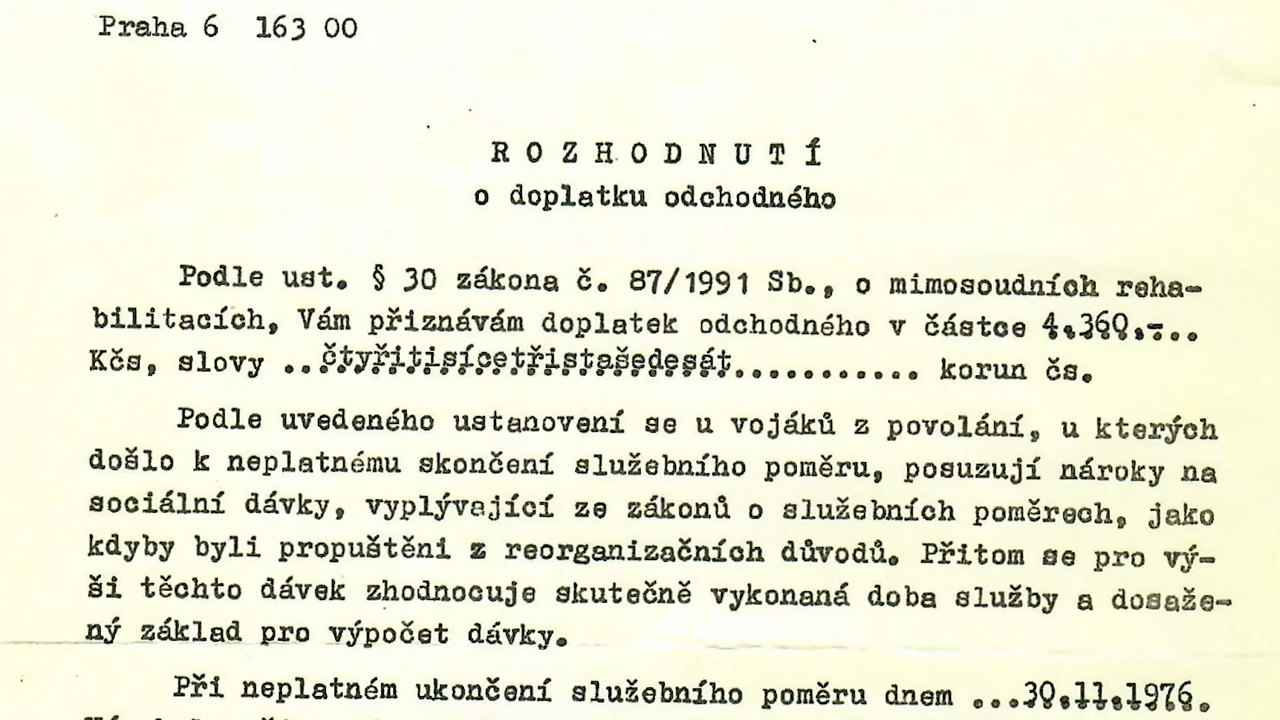 Praha 6 163 00
R O Z H O D N U T Í
o doplatku odchodného
Podle ust. § 30 zákona č. 87/1991 Sb., o mimosoudních reha-
bilitacích, Vám přiznávám doplatek odchodného v částce 4.360,-..
Kčs, slovy ..čtyřitisícetřistašedesát........... korun čs.
Podle uvedeného ustanovení se u vojáků z povolání, u kterých
došlo k neplatnému skončení služebního poměru, posuzují nároky na
sociální dávky, vyplývající ze zákonů o služebních poměrech, jako
kdyby byli propuštěni z reorganizačních důvodů. Přitom se pro vý-
ši těchto dávek zhodnocuje skutečně vykonaná doba služby a dosaže-
ný základ pro výpočet dávky.
Při neplatném ukončení služebního poměru dnem ...30.11.1976.